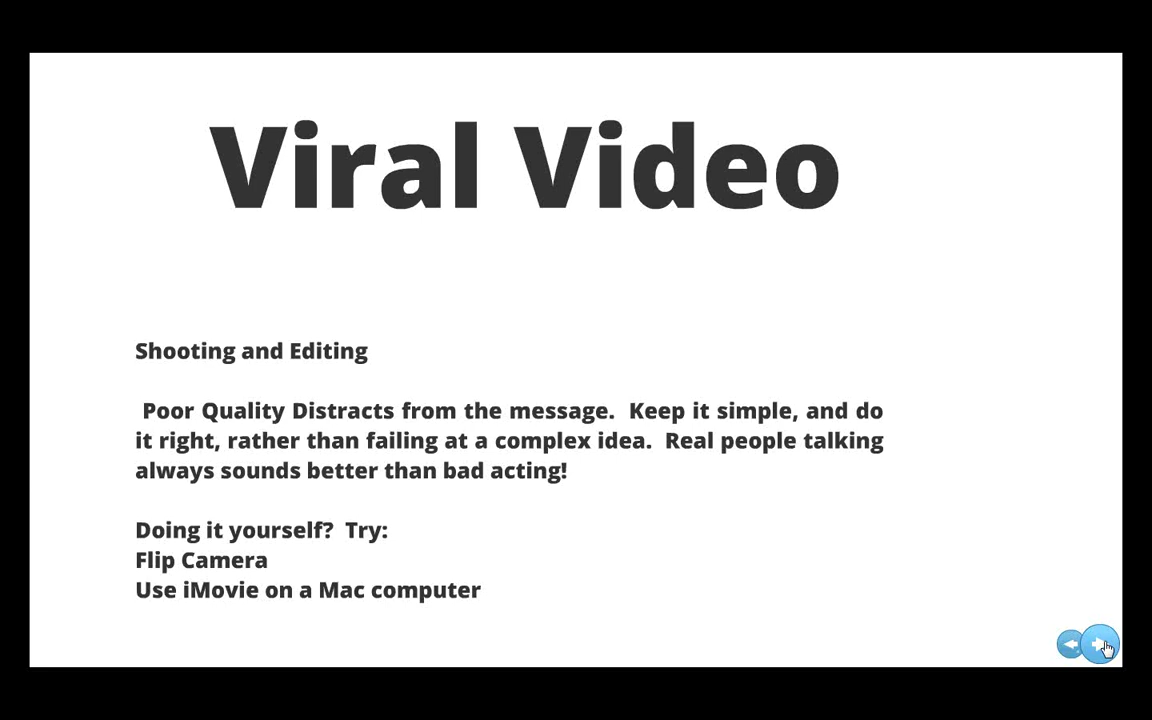 Viral Video
Shooting and Editing
Poor Quality Distracts from the message.  Keep it simple, and do
it right, rather than failing at a complex idea.  Real people talking
always sounds better than bad acting!
Doing it yourself?  Try:
Flip Camera
Use iMovie on a Mac computer